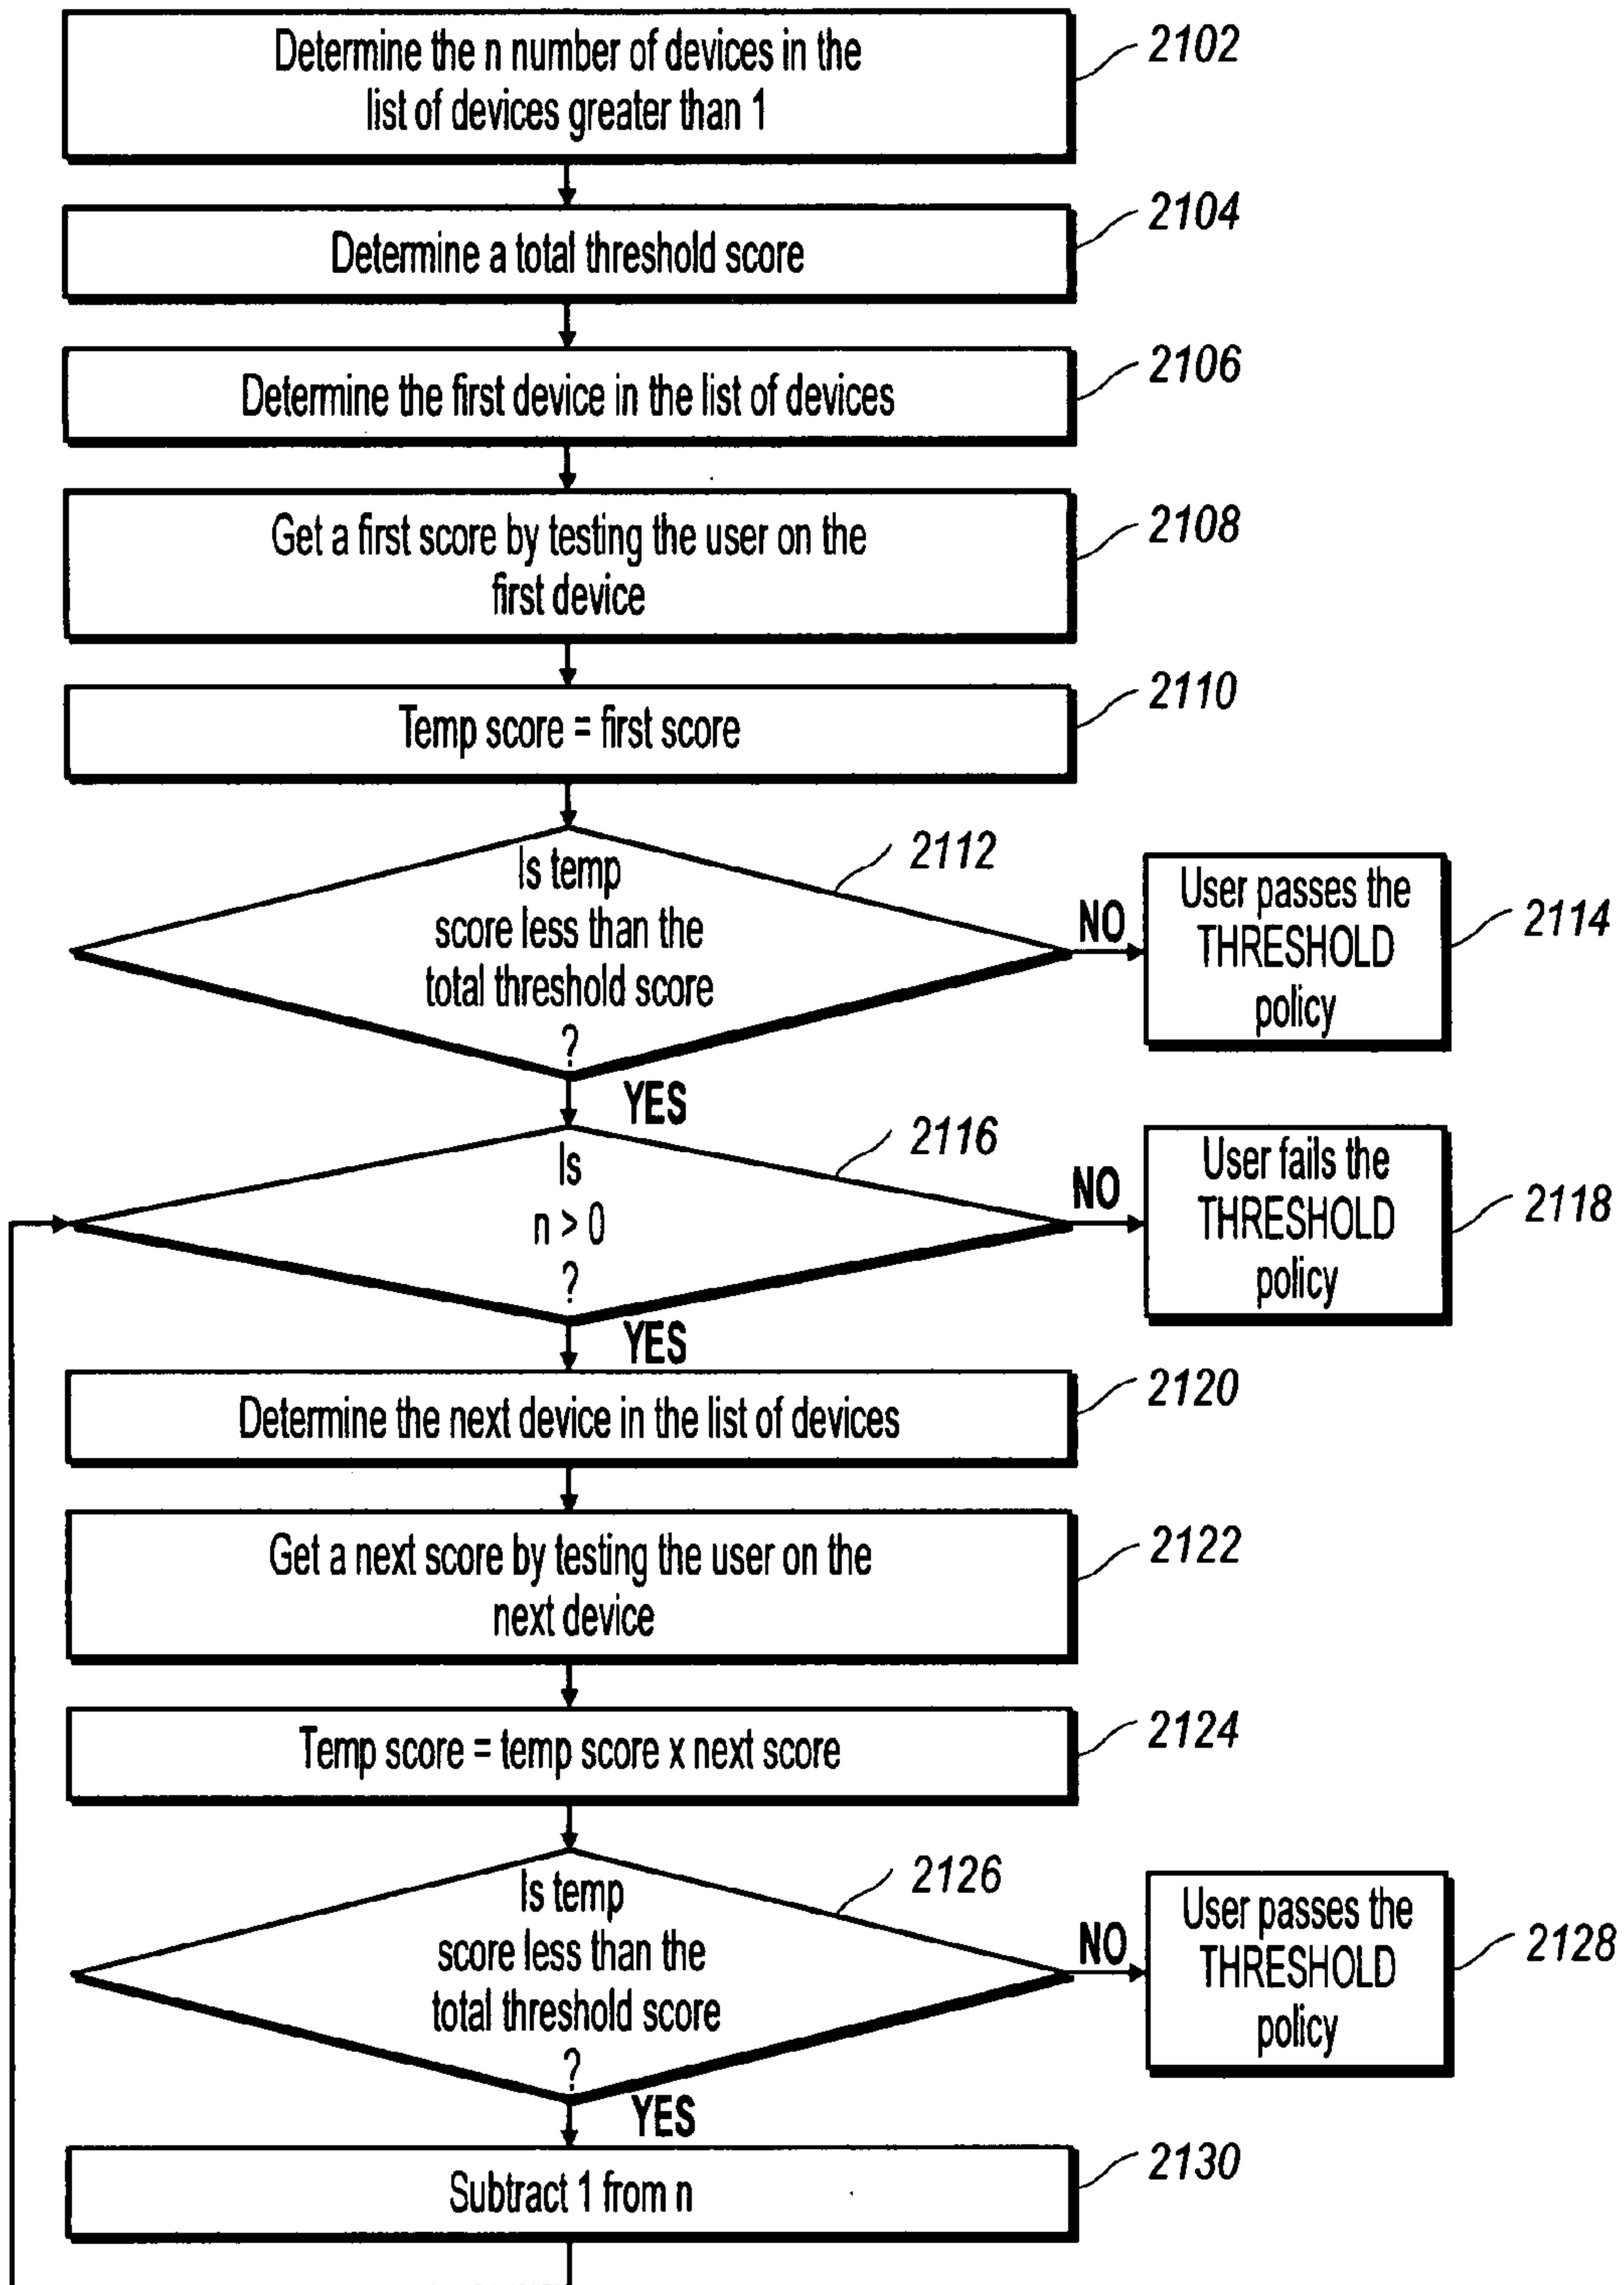 Determine the n number of devices in the
list of devices greater than 1
2102
Determine a total threshold score
2104
Determine the first device in the list of devices
2106
Get a first score by testing the user on the
first device
2108
Temp score = first score
2110
Is temp
score less than the
total threshold score
?
2112
NO
User passes the
THRESHOLD
policy
2114
YES
Is
n > 0
?
2116
NO
User fails the
THRESHOLD
policy
2118
YES
Determine the next device in the list of devices
2120
Get a next score by testing the user on the
next device
2122
Temp score = temp score x next score
2124
Is temp
score less than the
total threshold score
?
2126
NO
User passes the
THRESHOLD
policy
2128
YES
Subtract 1 from n
2130